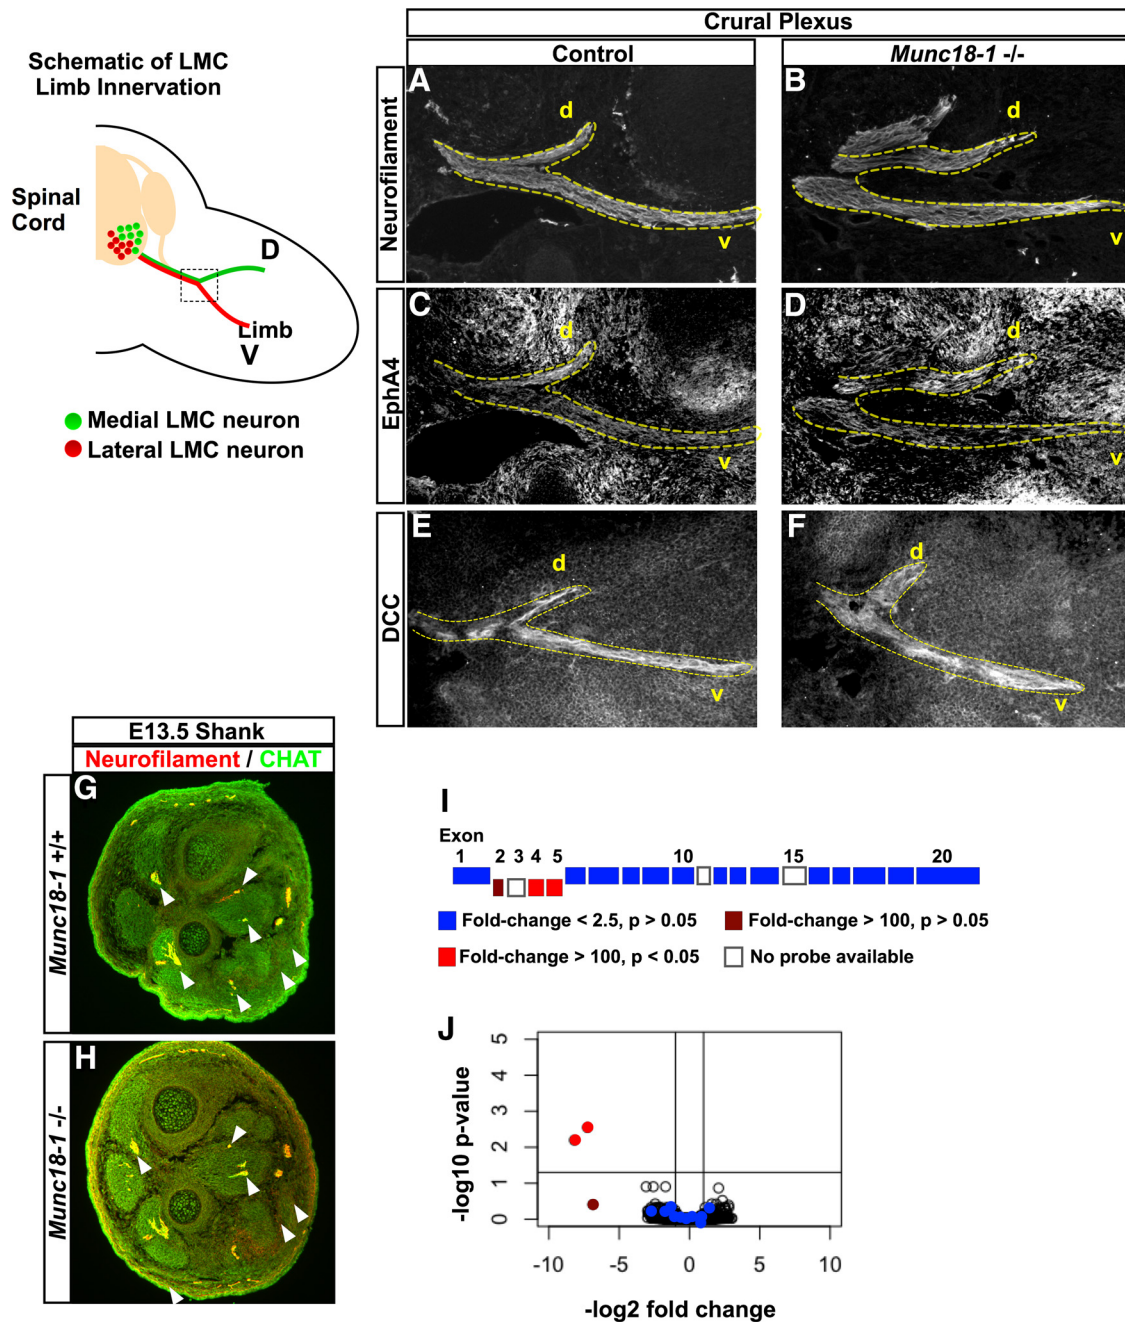 Crural Plexus
Control
Munc18-1 -/-
Schematic of LMC
Limb Innervation
Spinal
Cord
D
Limb
V
Medial LMC neuron
Lateral LMC neuron
Neurofilament
A
d
v
B
d
v
EphA4
C
d
v
D
d
v
DCC
E
d
v
F
d
v
E13.5 Shank
Neurofilament / CHAT
Munc18-1 +/+
G
Munc18-1 -/-
H
I
Exon
1 2 3 4 5 10 15 20
Fold-change < 2.5, p > 0.05
Fold-change > 100, p > 0.05
Fold-change > 100, p < 0.05
No probe available
J
-log10 p-value
5
4
3
2
1
0
-10 -5 0 5 10
-log2 fold change